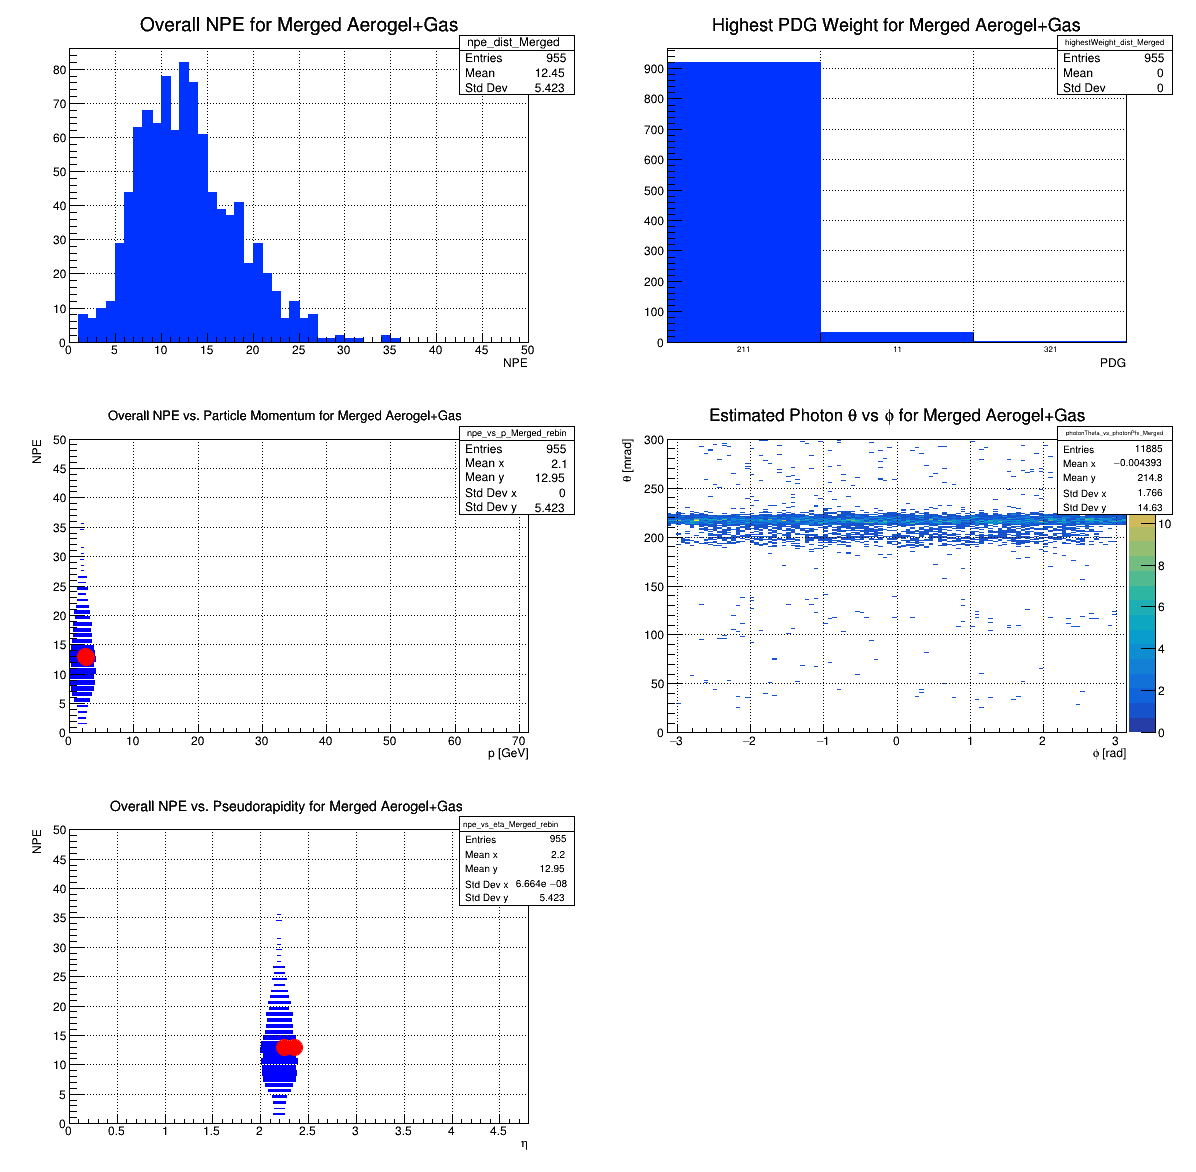 Overall NPE for Merged Aerogel+Gas
npe_dist_Merged
Entries 955
Mean 12.45
Std Dev 5.423
80
70
60
50
40
30
20
10
0
0 5 10 15 20 25 30 35 40 45 50
NPE
Highest PDG Weight for Merged Aerogel+Gas
highestWeight_dist_Merged
Entries 955
Mean 0
Std Dev 0
900
800
700
600
500
400
300
200
100
0
211 11 321
PDG
Overall NPE vs. Particle Momentum for Merged Aerogel+Gas
npe_vs_p_Merged_rebin
Entries 955
Mean x 2.1
Mean y 12.95
Std Dev x 0
Std Dev y 5.423
NPE
50
45
40
35
30
25
20
15
10
5
0
0 10 20 30 40 50 60 70
p [GeV]
Estimated Photon θ vs ϕ for Merged Aerogel+Gas
photonTheta_vs_photonPhi_Merged
Entries 11885
Mean x −0.004393
Mean y 214.8
Std Dev x 1.766
Std Dev y 14.63
θ [mrad]
300
250
200
150
100
50
0
−3 −2 −1 0 1 2 3
ϕ [rad]
10
8
6
4
2
0
Overall NPE vs. Pseudorapidity for Merged Aerogel+Gas
npe_vs_eta_Merged_rebin
Entries 955
Mean x 2.2
Mean y 12.95
Std Dev x 6.664e −08
Std Dev y 5.423
NPE
50
45
40
35
30
25
20
15
10
5
0
0 0.5 1 1.5 2 2.5 3 3.5 4 4.5
η